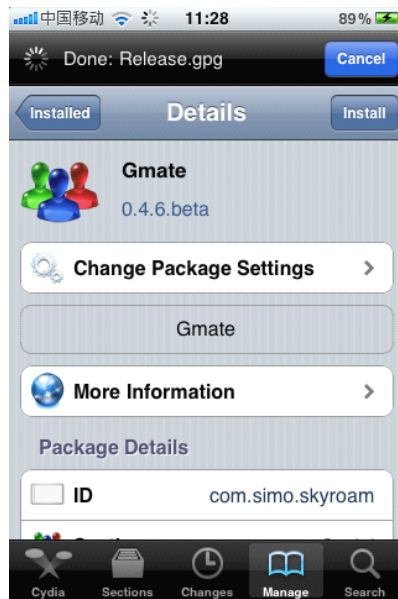 中国移动 11:28 89%
Done: Release.gpg Cancel
Installed Details Install
Gmate
0.4.6.beta
Change Package Settings
Gmate
More Information
Package Details
ID com.simo.skyroam
Cydia Sections Changes Manage Search